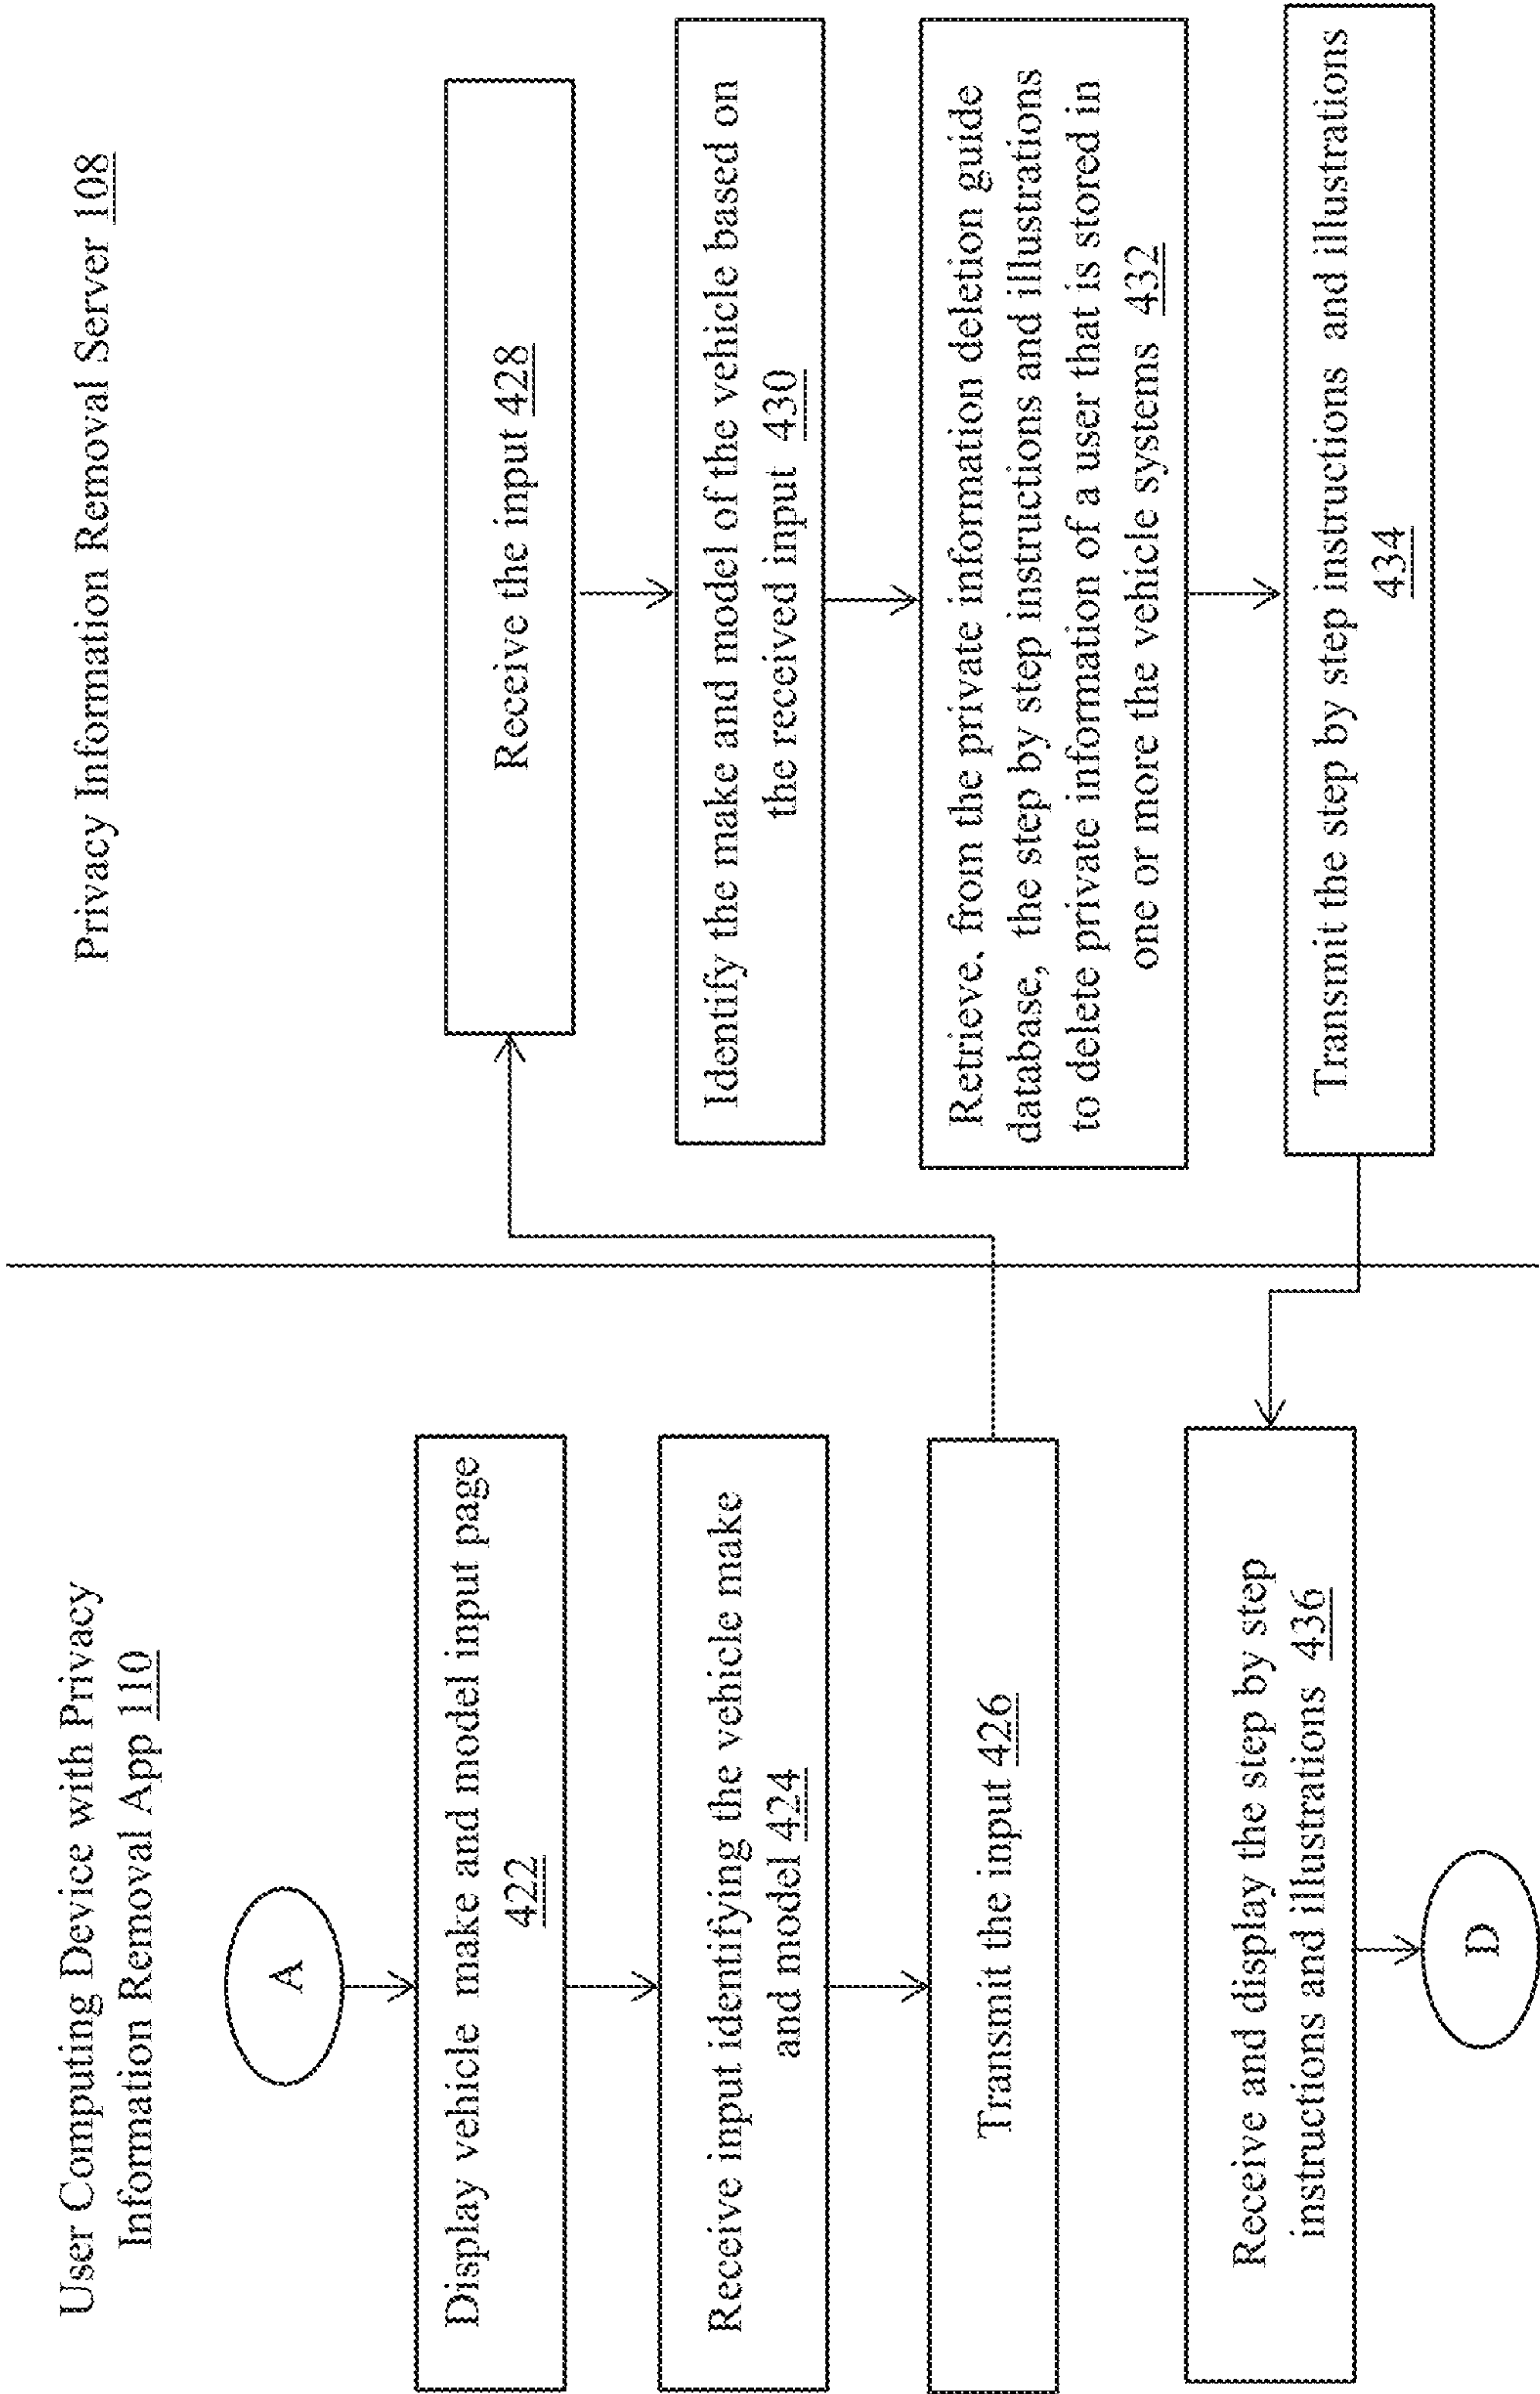 User Computing Device with Privacy
Information Removal App 110
A
Display vehicle make and model input page
422
Receive input identifying the vehicle make
and model 424
Transmit the input 426
Receive and display the step by step
instructions and illustrations 436
D
Privacy Information Removal Server 108
Receive the input 428
Identify the make and model of the vehicle based on
the received input 430
Retrieve, from the private information deletion guide
database, the step by step instructions and illustrations
to delete private information of a user that is stored in
one or more the vehicle systems 432
Transmit the step by step instructions and illustrations
434